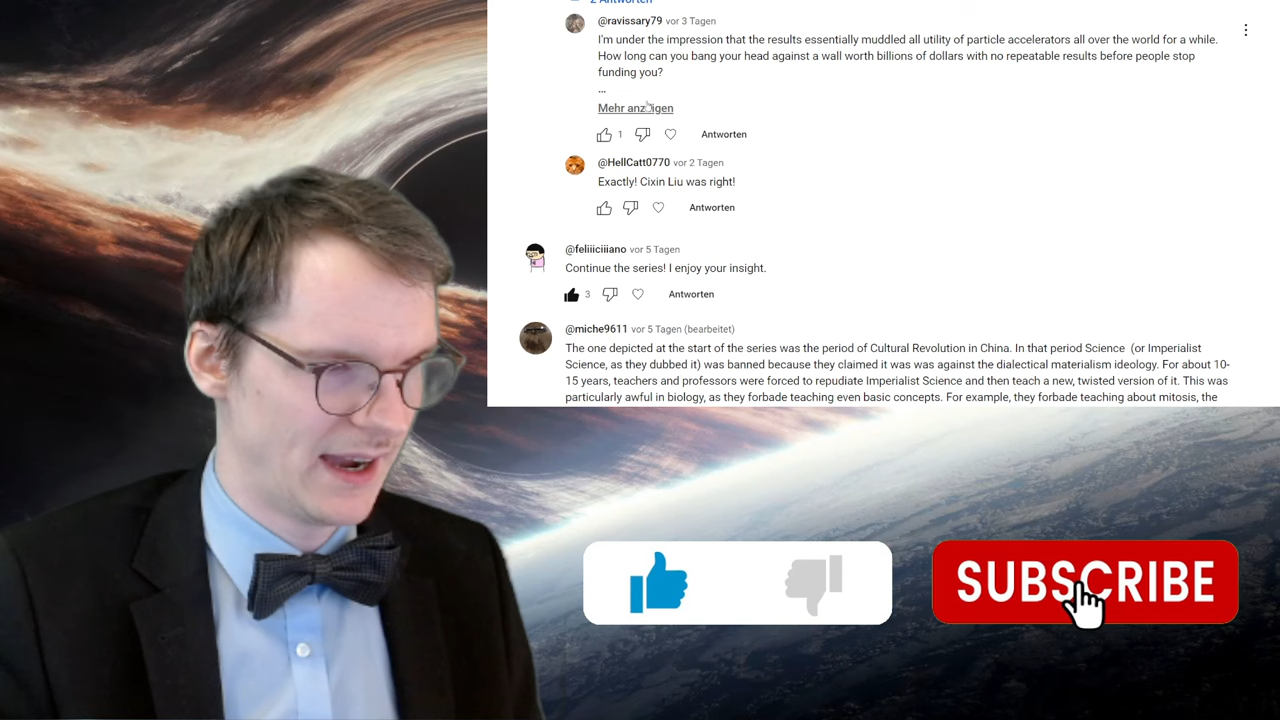 2 Antworten
@ravissary79 vor 3 Tagen
I'm under the impression that the results essentially muddled all utility of particle accelerators all over the world for a while.
How long can you bang your head against a wall worth billions of dollars with no repeatable results before people stop
funding you?
...
Mehr anzeigen
1 Antworten
@HellCatt0770 vor 2 Tagen
Exactly! Cixin Liu was right!
Antworten
@feliiiciiiano vor 5 Tagen
Continue the series! I enjoy your insight.
3 Antworten
@miche9611 vor 5 Tagen (bearbeitet)
The one depicted at the start of the series was the period of Cultural Revolution in China. In that period Science (or Imperialist
Science, as they dubbed it) was banned because they claimed it was was against the dialectical materialism ideology. For about 10-
15 years, teachers and professors were forced to repudiate Imperialist Science and then teach a new, twisted version of it. This was
particularly awful in biology, as they forbade teaching even basic concepts. For example, they forbade teaching about mitosis, the
SUBSCRIBE